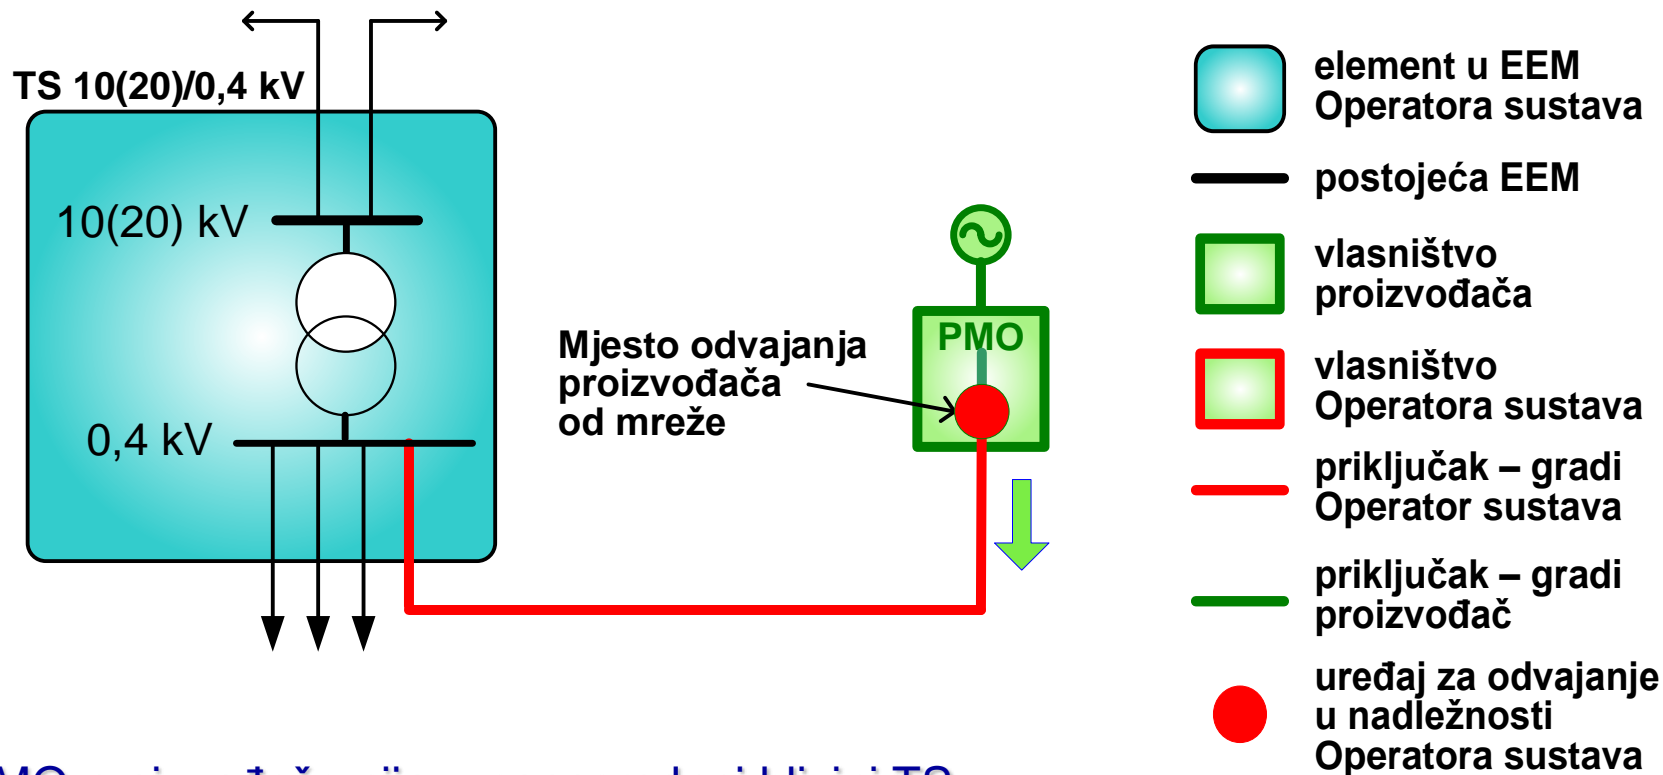 TS 10(20)/0,4 kV
10(20) kV
0,4 kV
Mjesto odvajanja
proizvođača
od mreže
PMO
element u EEM
Operatora sustava
postojeća EEM
vlasništvo
proizvođača
vlasništvo
Operatora sustava
priključak – gradi
Operator sustava
priključak – gradi
proizvođač
uređaj za odvajanje
u nadležnosti
Operatora sustava